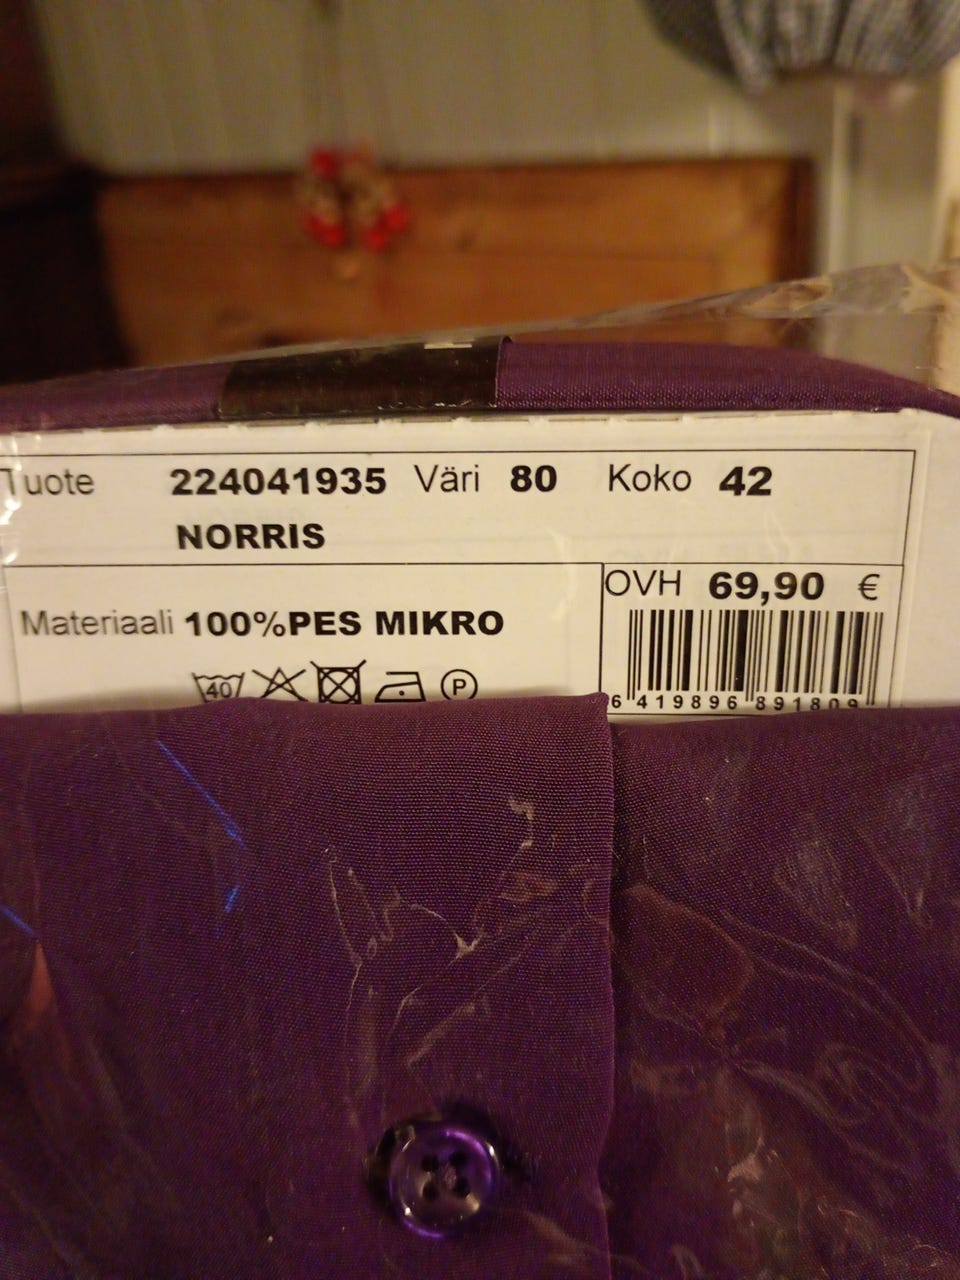 Tuote 224041935 Väri 80 Koko 42
NORRIS
OVH 69,90 €
Materiaali 100%PES MIKRO
40 P
6 419896 891809